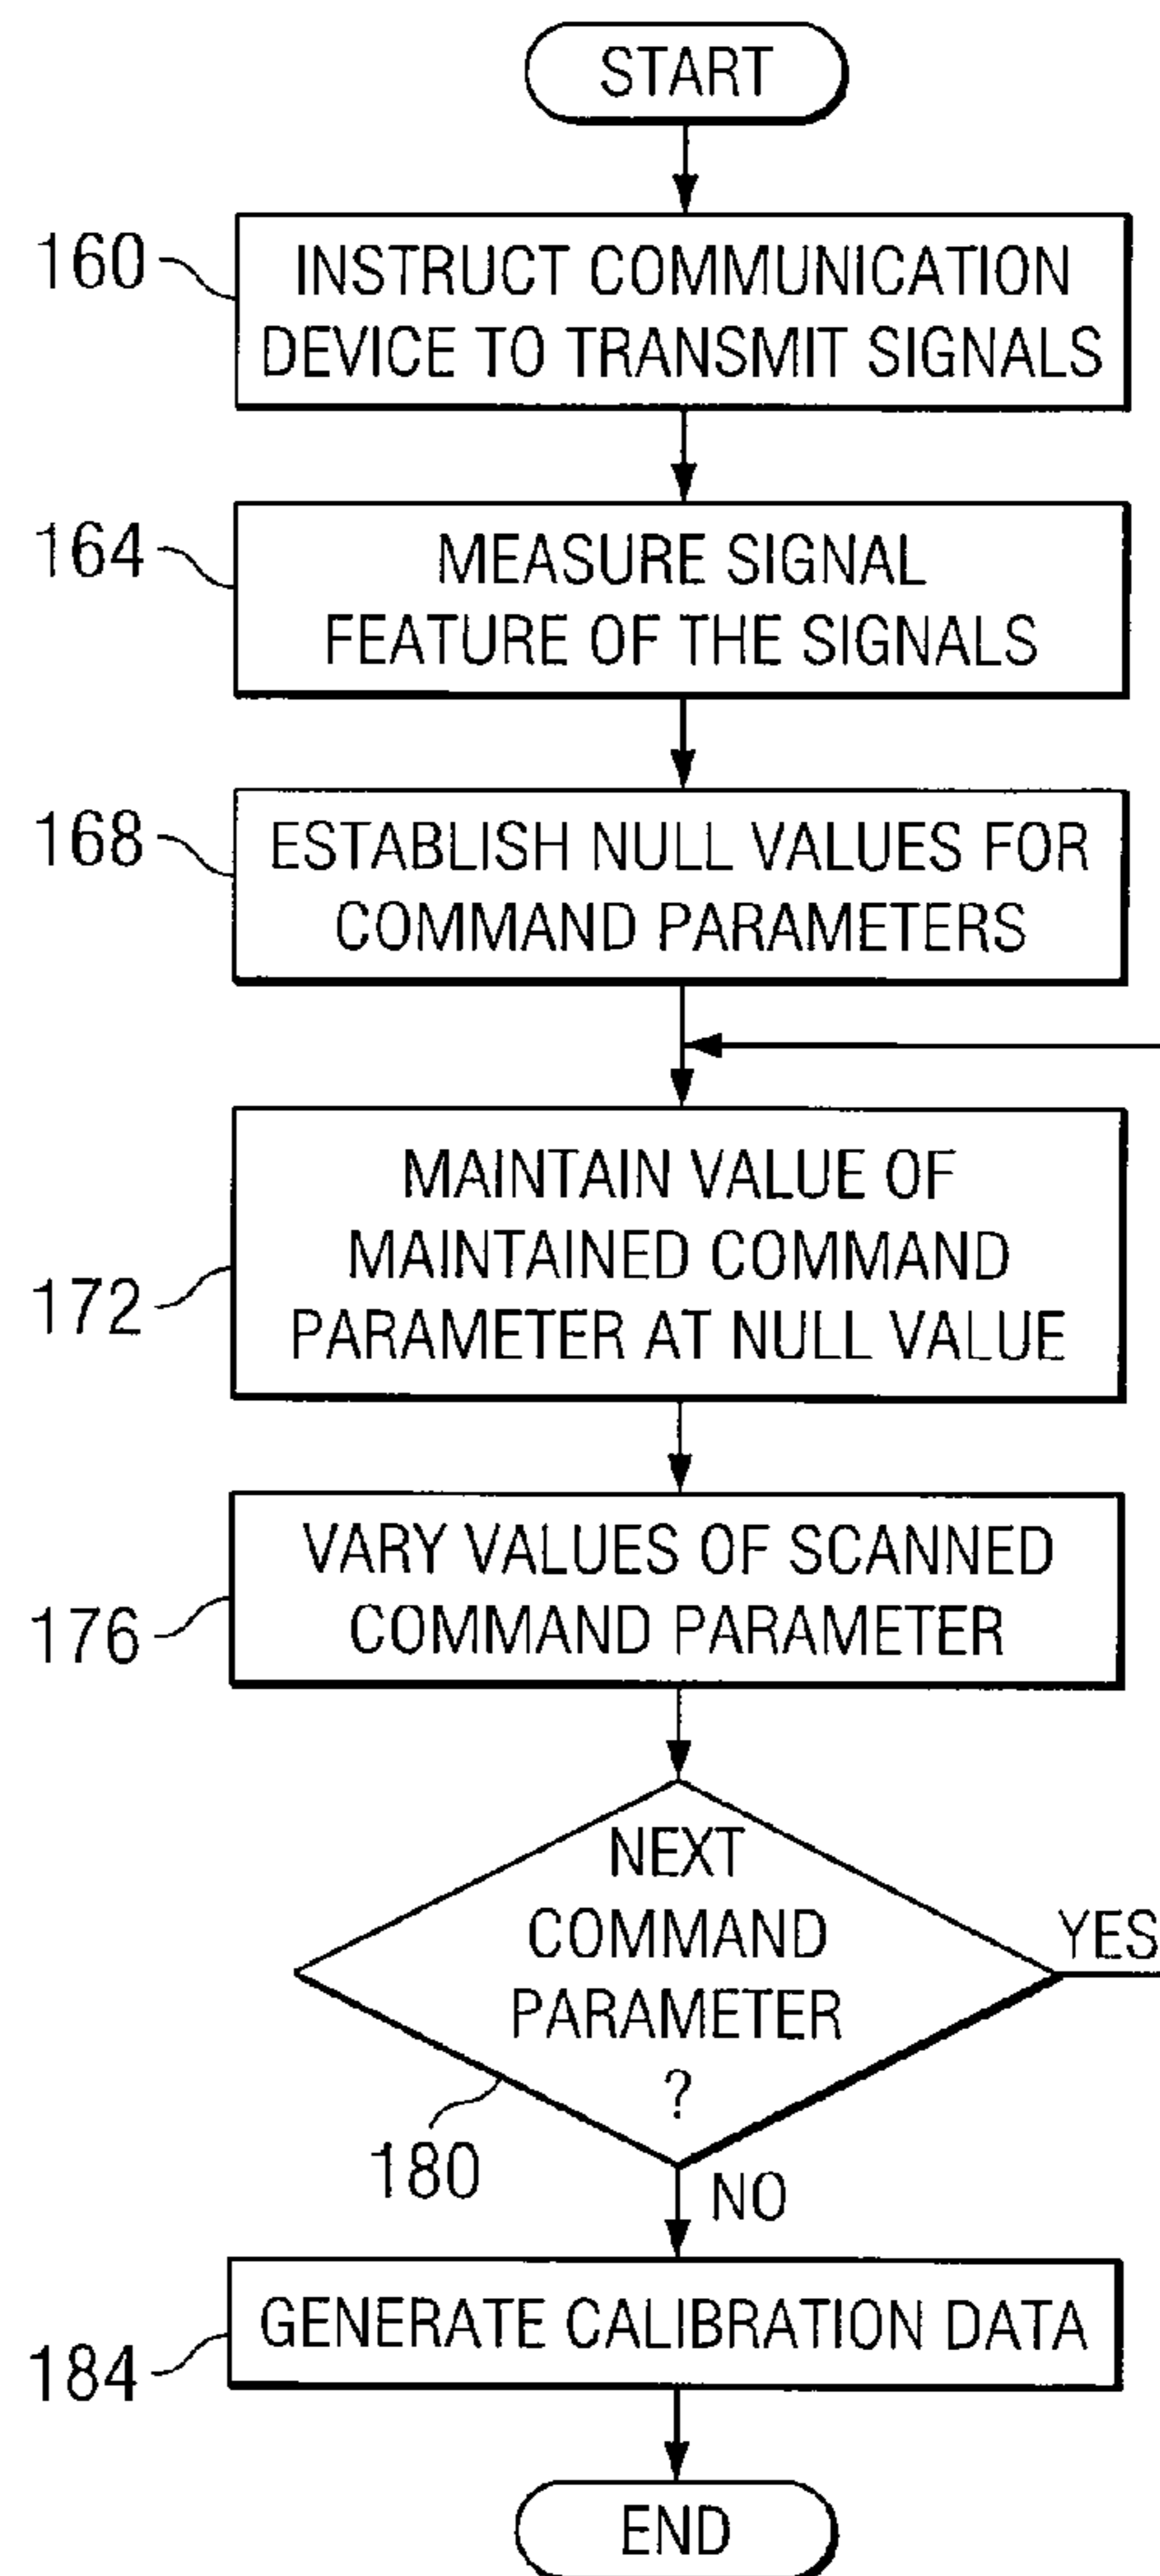 START
160
INSTRUCT COMMUNICATION
DEVICE TO TRANSMIT SIGNALS
164
MEASURE SIGNAL
FEATURE OF THE SIGNALS
168
ESTABLISH NULL VALUES FOR
COMMAND PARAMETERS
172
MAINTAIN VALUE OF
MAINTAINED COMMAND
PARAMETER AT NULL VALUE
176
VARY VALUES OF SCANNED
COMMAND PARAMETER
NEXT
COMMAND
PARAMETER
?
YES
180
NO
184
GENERATE CALIBRATION DATA
END